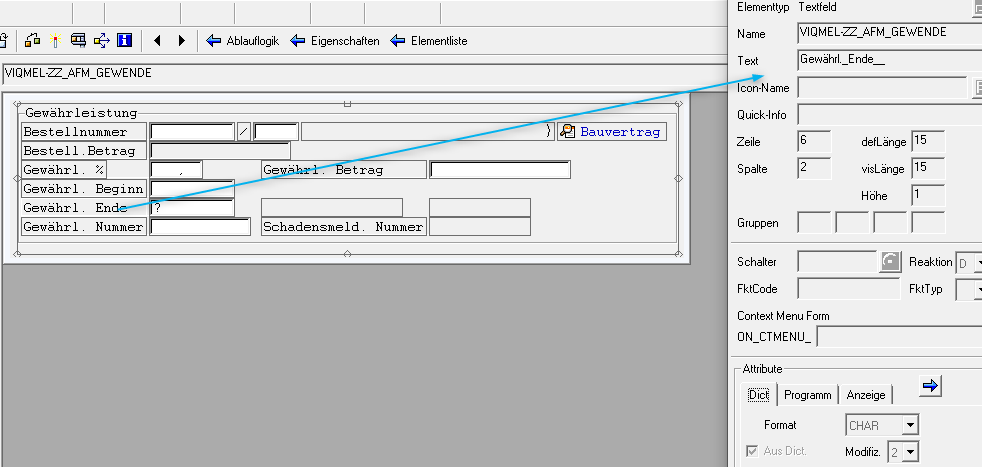 Ablauflogik Eigenschaften Elementliste
VIQMEL-ZZ_AFM_GEWENDE
Gewährleistung
Bestellnummer / ) Bauvertrag
Bestell.Betrag
Gewährl. % , Gewährl. Betrag
Gewährl. Beginn
Gewährl. Ende ?
Gewährl. Nummer Schadensmeld. Nummer
Elementtyp Textfeld
Name VIQMEL-ZZ_AFM_GEWENDE
Text Gewährl._Ende__
Icon-Name
Quick-Info
Zeile 6 defLänge 15
Spalte 2 visLänge 15
Höhe 1
Gruppen
Schalter Reaktion D
FktCode FktTyp
Context Menu Form
ON_CTMENU_
Attribute
Dict Programm Anzeige
Format CHAR
Aus Dict. Modifiz. 2